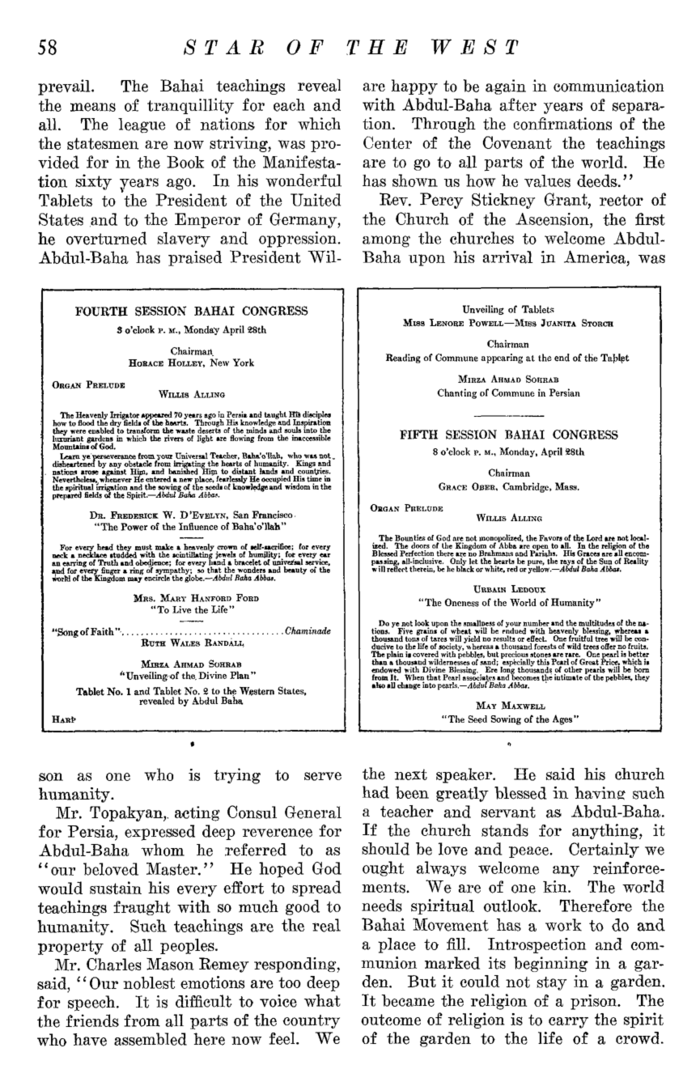 58 STAR OF THE WEST
prevail. The Bahai teachings reveal
the means of tranquillity for each and
all. The league of nations for which
the statesmen are now striving, was pro-
vided for in the Book of the Manifesta-
tion sixty years ago. In his wonderful
Tablets to the President of the United
States and to the Emperor of Germany,
he overturned slavery and oppression.
Abdul-Baha has praised President Wil-
are happy to be again in communication
with Abdul-Baha after years of separa-
tion. Through the confirmations of the
Center of the Covenant the teachings
are to go to all parts of the world. He
has shown us how he values deeds."
Rev. Percy Stickney Grant, rector of
the Church of the Ascension, the first
among the churches to welcome Abdul-
Baha upon his arrival in America, was
FOURTH SESSION BAHAI CONGRESS
3 o'clock P. M., Monday April 28th
Chairman
HORACE HOLLEY, New York
ORGAN PRELUDE
WILLIS ALLING
The Heavenly Irrigator appeared 70 years ago in Persia and taught His disciples
how to flood the dry fields of the hearts. Through His knowledge and Inspiration
they were enabled to transform the waste deserts of the minds and souls into the
luxuriant gardens in which the rivers of light are flowing from the inaccessible
Mountains of God.
Learn ye perseverance from your Universal Teacher, Baha'o'llah, who was not
disheartened by any obstacle from irrigating the hearts of humanity. Kings and
nations arose against Him, and banished Him to distant lands and countries.
Nevertheless, whenever He entered a new place, fearlessly He occupied His time in
the spiritual irrigation and the sowing of the seeds of knowledge and wisdom in the
prepared fields of the Spirit.—Abdul Baha Abbas.
DR. FREDERICK W. D'EVELYN, San Francisco
"The Power of the Influence of Baha'o'llah"
For every head they must make a heavenly crown of self-sacrifice; for every
neck a necklace studded with the scintillating jewels of humility; for every ear
an earring of Truth and obedience; for every hand a bracelet of universal service,
and for every finger a ring of sympathy; so that the wonders and beauty of the
world of the Kingdom may encircle the globe.—Abdul Baha Abbas.
MRS. MARY HANFORD FORD
"To Live the Life"
"Song of Faith"................................Chaminade
RUTH WALES RANDALL
MIRZA AHMAD SOHRAB
"Unveiling of the Divine Plan"
Tablet No. 1 and Tablet No. 2 to the Western States,
revealed by Abdul Baha
HARP
Unveiling of Tablets
MISS LENORE POWELL—MISS JUANITA STORCH
Chairman
Reading of Commune appearing at the end of the Tablet
MIRZA AHMAD SOHRAB
Chanting of Commune in Persian
FIFTH SESSION BAHAI CONGRESS
8 o'clock P. M., Monday, April 28th
Chairman
GRACE OBER, Cambridge, Mass.
ORGAN PRELUDE
WILLIS ALLING
The Bounties of God are not monopolized, the Favors of the Lord are not local-
ized. The doors of the Kingdom of Abba are open to all. In the religion of the
Blessed Perfection there are no Brahmans and Pariahs. His Graces are all encom-
passing, all-inclusive. Only let the hearts be pure, the rays of the Sun of Reality
will reflect therein, be he black or white, red or yellow.—Abdul Baha Abbas.
URBAIN LEDOUX
"The Oneness of the World of Humanity"
Do ye not look upon the smallness of your number and the multitudes of the na-
tions. Five grains of wheat will be endued with heavenly blessing, whereas a
thousand tons of tares will yield no results or effect. One fruitful tree will be con-
ducive to the life of society, whereas a thousand forests of wild trees offer no fruits.
The plain is covered with pebbles, but precious stones are rare. One pearl is better
than a thousand wildernesses of sand; espicially this Pearl of Great Price, which is
endowed with Divine Blessing. Ere long thousands of other pearls will be born
from It. When that Pearl associates and becomes the intimate of the pebbles, they
also all change into pearls.—Abdul Baha Abbas.
MAY MAXWELL
"The Seed Sowing of the Ages"
son as one who is trying to serve
humanity.
Mr. Topakyan, acting Consul General
for Persia, expressed deep reverence for
Abdul-Baha whom he referred to as
"our beloved Master." He hoped God
would sustain his every effort to spread
teachings fraught with so much good to
humanity. Such teachings are the real
property of all peoples.
Mr. Charles Mason Remey responding,
said, "Our noblest emotions are too deep
for speech. It is difficult to voice what
the friends from all parts of the country
who have assembled here now feel. We
the next speaker. He said his church
had been greatly blessed in having such
a teacher and servant as Abdul-Baha.
If the church stands for anything, it
should be love and peace. Certainly we
ought always welcome any reinforce-
ments. We are of one kin. The world
needs spiritual outlook. Therefore the
Bahai Movement has a work to do and
a place to fill. Introspection and com-
munion marked its beginning in a gar-
den. But it could not stay in a garden.
It became the religion of a prison. The
outcome of religion is to carry the spirit
of the garden to the life of a crowd.